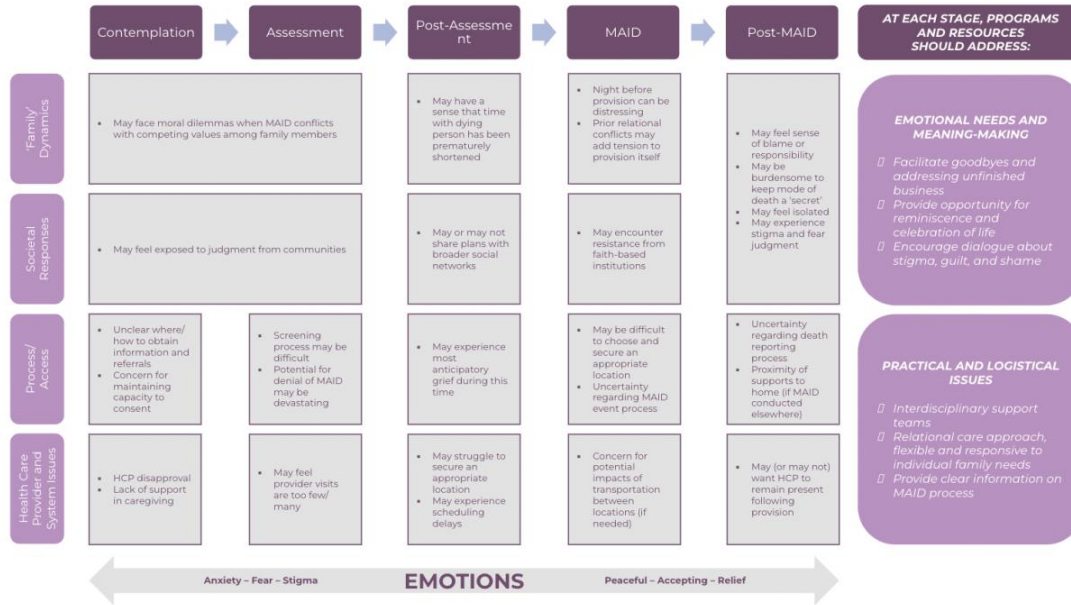 Contemplation
Assessment
Post-Assessme
nt
MAID
Post-MAID
AT EACH STAGE, PROGRAMS
AND RESOURCES
SHOULD ADDRESS:
'Family'
Dynamics
▪ May face moral dilemmas when MAID conflicts
with competing values among family members
▪ May have a
sense that time
with dying
person has been
prematurely
shortened
▪ Night before
provision can be
distressing
▪ Prior relational
conflicts may
add tension to
provision itself
▪ May feel sense
of blame or
responsibility
▪ May be
burdensome to
keep mode of
death a 'secret'
▪ May feel isolated
▪ May experience
stigma and fear
judgment
EMOTIONAL NEEDS AND
MEANING-MAKING
▯ Facilitate goodbyes and
addressing unfinished
business
▯ Provide opportunity for
reminiscence and
celebration of life
▯ Encourage dialogue about
stigma, guilt, and shame
Societal
Responses
▪ May feel exposed to judgment from communities
▪ May or may not
share plans with
broader social
networks
▪ May encounter
resistance from
faith-based
institutions
Process/
Access
▪ Unclear where/
how to obtain
information and
referrals
▪ Concern for
maintaining
capacity to
consent
▪ Screening
process may be
difficult
▪ Potential for
denial of MAID
may be
devastating
▪ May experience
most
anticipatory
grief during this
time
▪ May be difficult
to choose and
secure an
appropriate
location
▪ Uncertainty
regarding MAID
event process
▪ Uncertainty
regarding death
reporting
process
▪ Proximity of
supports to
home (if MAID
conducted
elsewhere)
PRACTICAL AND LOGISTICAL
ISSUES
▯ Interdisciplinary support
teams
▯ Relational care approach,
flexible and responsive to
individual family needs
▯ Provide clear information on
MAID process
Health Care
Provider and
System Issues
▪ HCP disapproval
▪ Lack of support
in caregiving
▪ May feel
provider visits
are too few/
many
▪ May struggle to
secure an
appropriate
location
▪ May experience
scheduling
delays
▪ Concern for
potential
impacts of
transportation
between
locations (if
needed)
▪ May (or may not)
want HCP to
remain present
following
provision
Anxiety – Fear – Stigma
EMOTIONS
Peaceful – Accepting – Relief